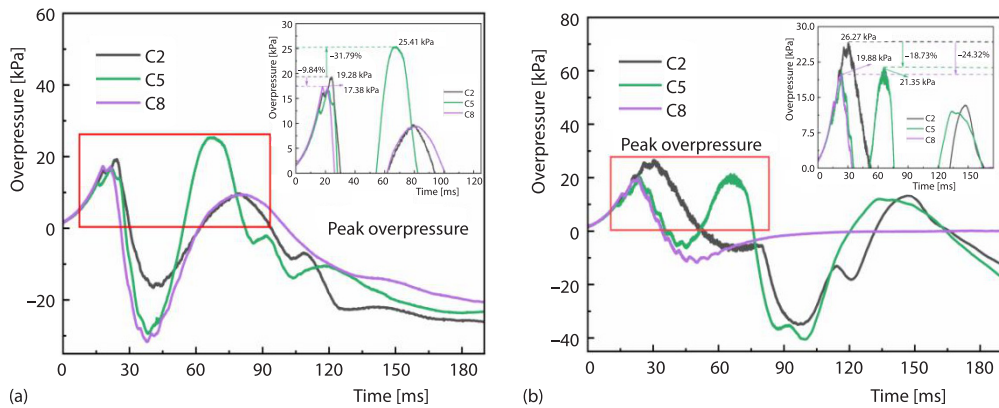 Overpressure [kPa]
80
60
40
20
0
−20
C2
C5
C8
Overpressure [kPa]
30
25
20
15
10
5
0
25.41 kPa
−31.79%
−9.84%
19.28 kPa
17.38 kPa
C2
C5
C8
0 20 40 60 80 100 120
Time [ms]
Peak overpressure
0 30 60 90 120 150 180
(a) Time [ms]
Overpressure [kPa]
80
60
40
20
0
−20
−40
C2
C5
C8
Peak overpressure
Overpressure [kPa]
30.0
22.5
15.0
7.5
0
26.27 kPa
−18.73%
−24.32%
19.88 kPa
21.35 kPa
C2
C5
C8
0 50 100 150
Time [ms]
0 30 60 90 120 150 180
(b) Time [ms]